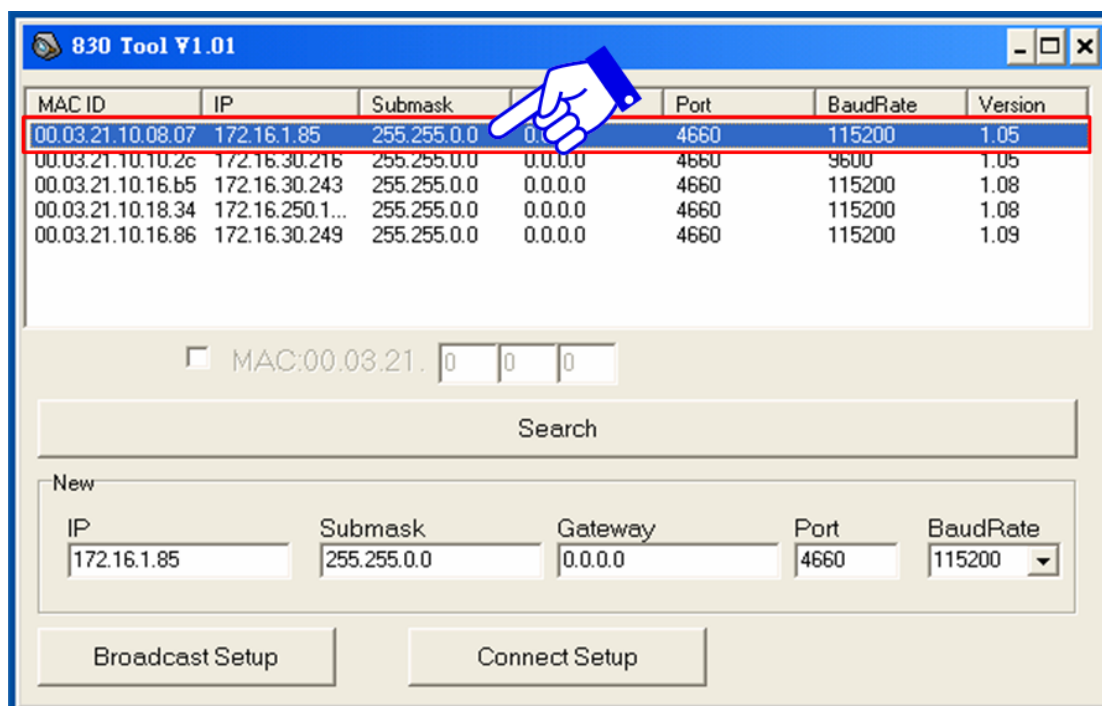 830 Tool V1.01
MAC ID IP Submask Port BaudRate Version
00.03.21.10.08.07 172.16.1.85 255.255.0.0 4660 115200 1.05
00.03.21.10.10.2c 172.16.30.216 255.255.0.0 0.0.0.0 4660 9600 1.05
00.03.21.10.16.b5 172.16.30.243 255.255.0.0 0.0.0.0 4660 115200 1.08
00.03.21.10.18.34 172.16.250.1... 255.255.0.0 0.0.0.0 4660 115200 1.08
00.03.21.10.16.86 172.16.30.249 255.255.0.0 0.0.0.0 4660 115200 1.09
MAC:00.03.21. 0 0 0
Search
New
IP Submask Gateway Port BaudRate
172.16.1.85 255.255.0.0 0.0.0.0 4660 115200
Broadcast Setup Connect Setup